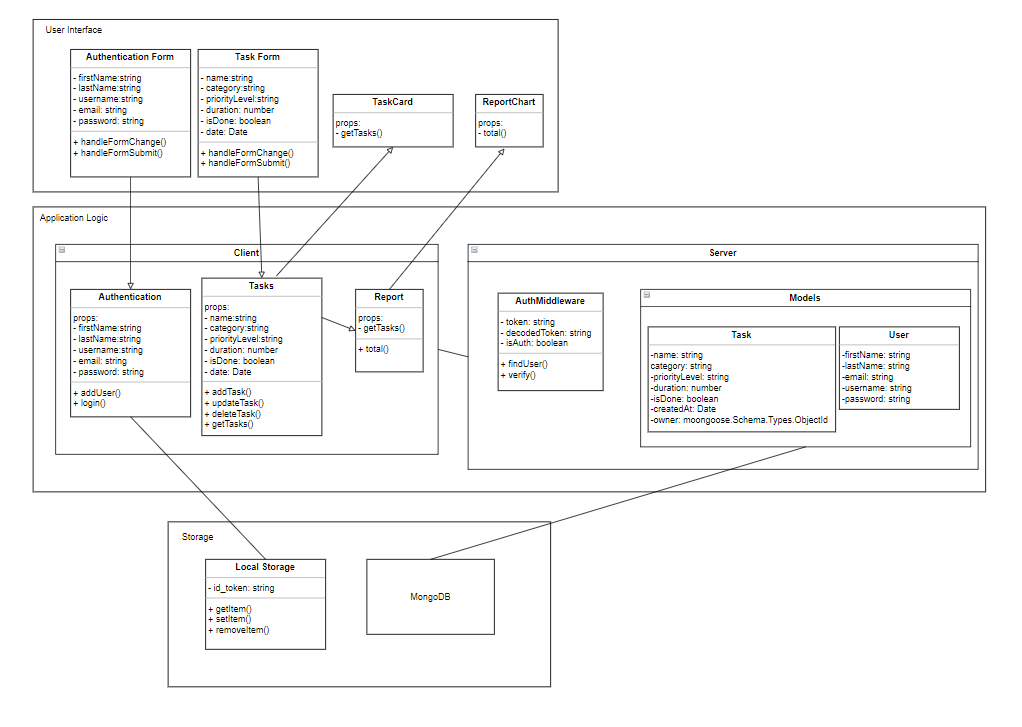 User Interface
Authentication Form
- firstName:string
- lastName:string
- username:string
- email: string
- password: string
+ handleFormChange()
+ handleFormSubmit()
Task Form
- name:string
- category:string
- priorityLevel:string
- duration: number
- isDone: boolean
- date: Date
+ handleFormChange()
+ handleFormSubmit()
TaskCard
props:
- getTasks()
ReportChart
props:
- total()
Application Logic
Client
Authentication
props:
- firstName:string
- lastName:string
- username:string
- email: string
- password: string
+ addUser()
+ login()
Tasks
props:
- name:string
- category:string
- priorityLevel:string
- duration: number
- isDone: boolean
- date: Date
+ addTask()
+ updateTask()
+ deleteTask()
+ getTasks()
Report
props:
- getTasks()
+ total()
Server
AuthMiddleware
- token: string
- decodedToken: string
- isAuth: boolean
+ findUser()
+ verify()
Models
Task
-name: string
category: string
-priorityLevel: string
-duration: number
-isDone: boolean
-createdAt: Date
-owner: moongose.Schema.Types.ObjectId
User
-firstName: string
-lastName: string
-email: string
-username: string
-password: string
Storage
Local Storage
- id_token: string
+ getItem()
+ setItem()
+ removeItem()
MongoDB